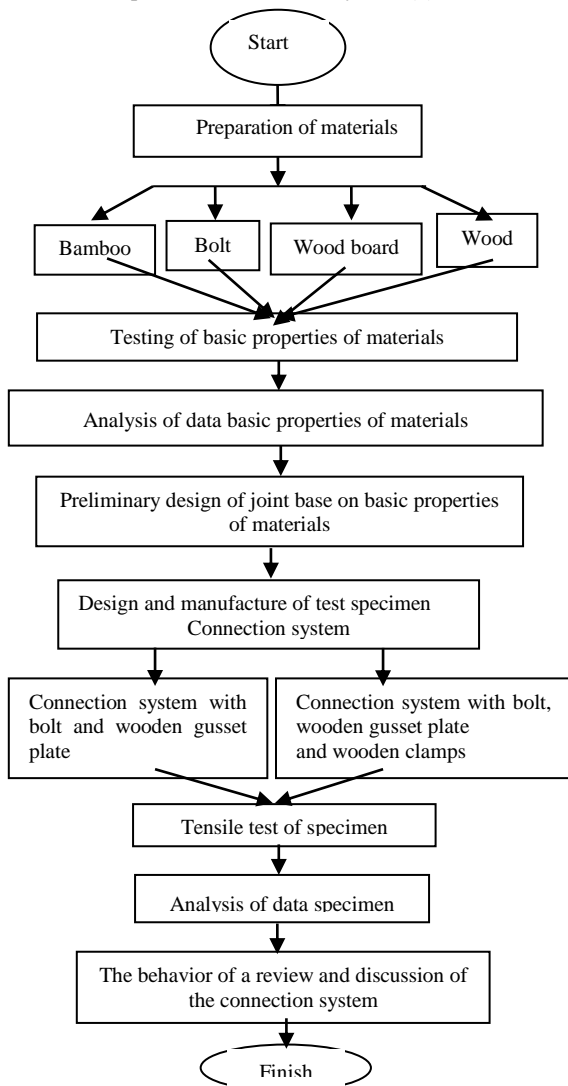 Start
Preparation of materials
Bamboo
Bolt
Wood board
Wood
Testing of basic properties of materials
Analysis of data basic properties of materials
Preliminary design of joint base on basic properties
of materials
Design and manufacture of test specimen
Connection system
Connection system with
bolt and wooden gusset
plate
Connection system with bolt,
wooden gusset plate
and wooden clamps
Tensile test of specimen
Analysis of data specimen
The behavior of a review and discussion of
the connection system
Finish